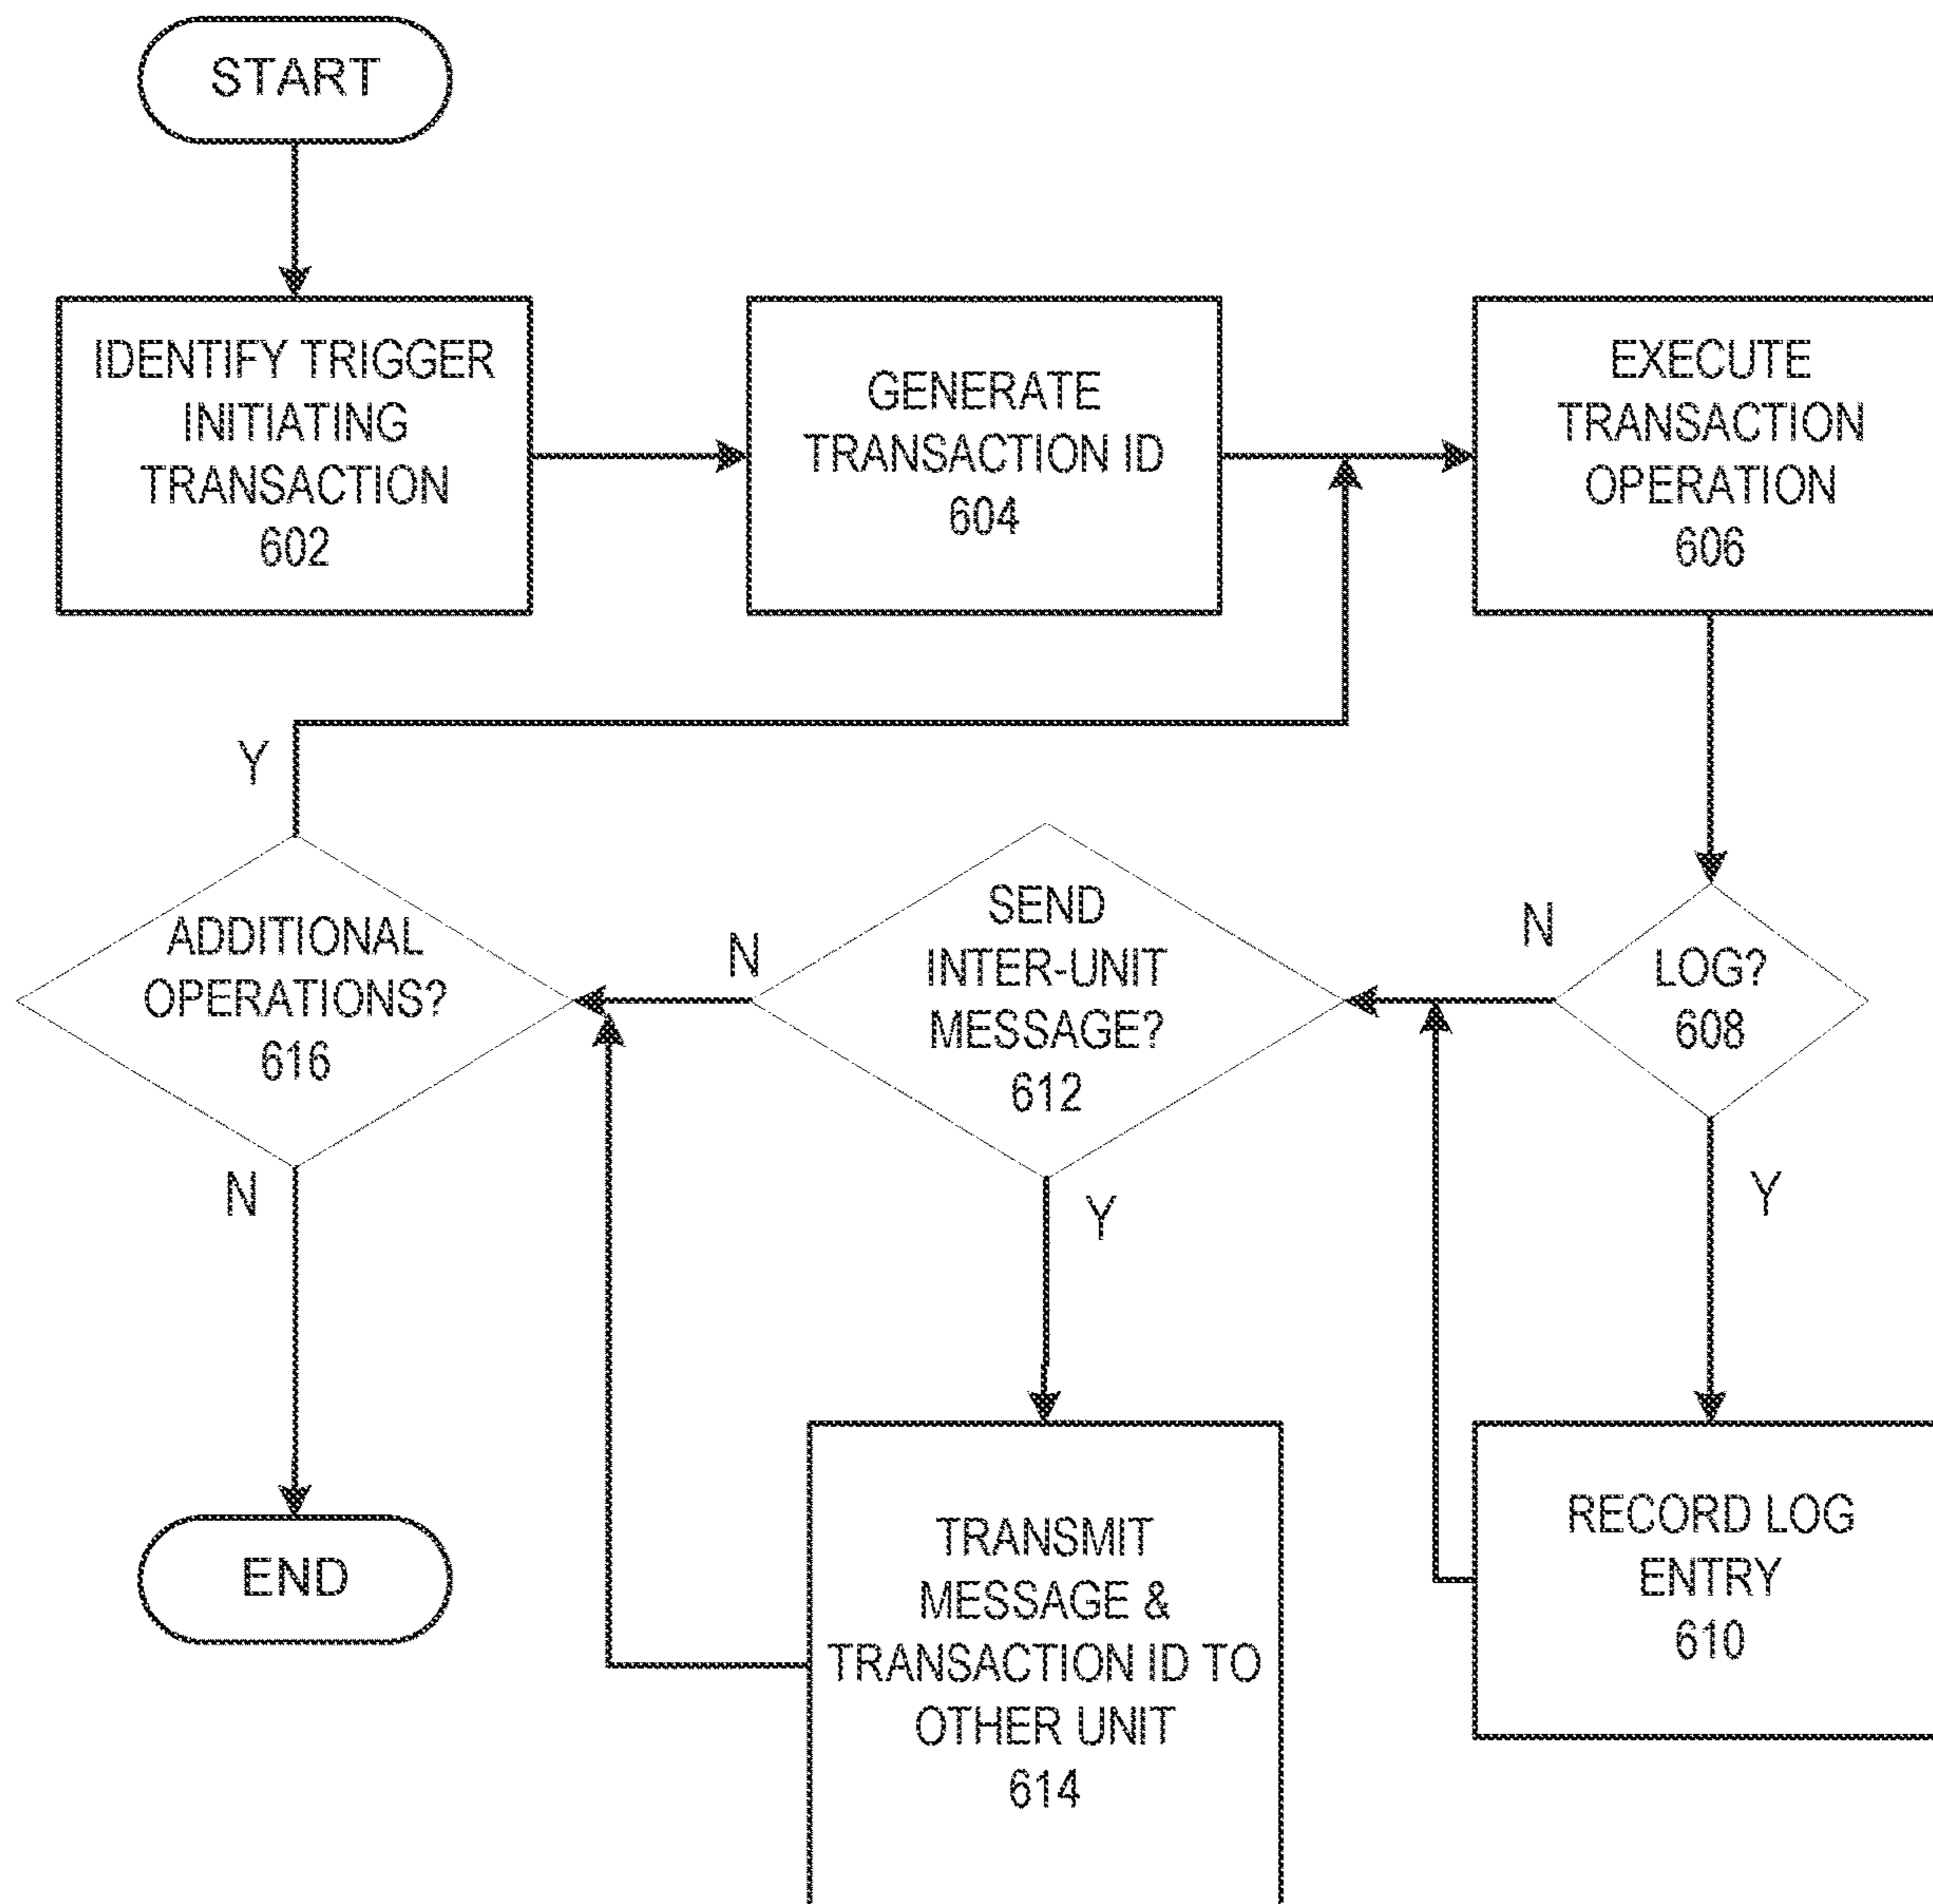 START
IDENTIFY TRIGGER
INITIATING
TRANSACTION
602
GENERATE
TRANSACTION ID
604
EXECUTE
TRANSACTION
OPERATION
606
Y
ADDITIONAL
OPERATIONS?
616
N
N
SEND
INTER-UNIT
MESSAGE?
612
Y
N
LOG?
608
Y
END
TRANSMIT
MESSAGE &
TRANSACTION ID TO
OTHER UNIT
614
RECORD LOG
ENTRY
610